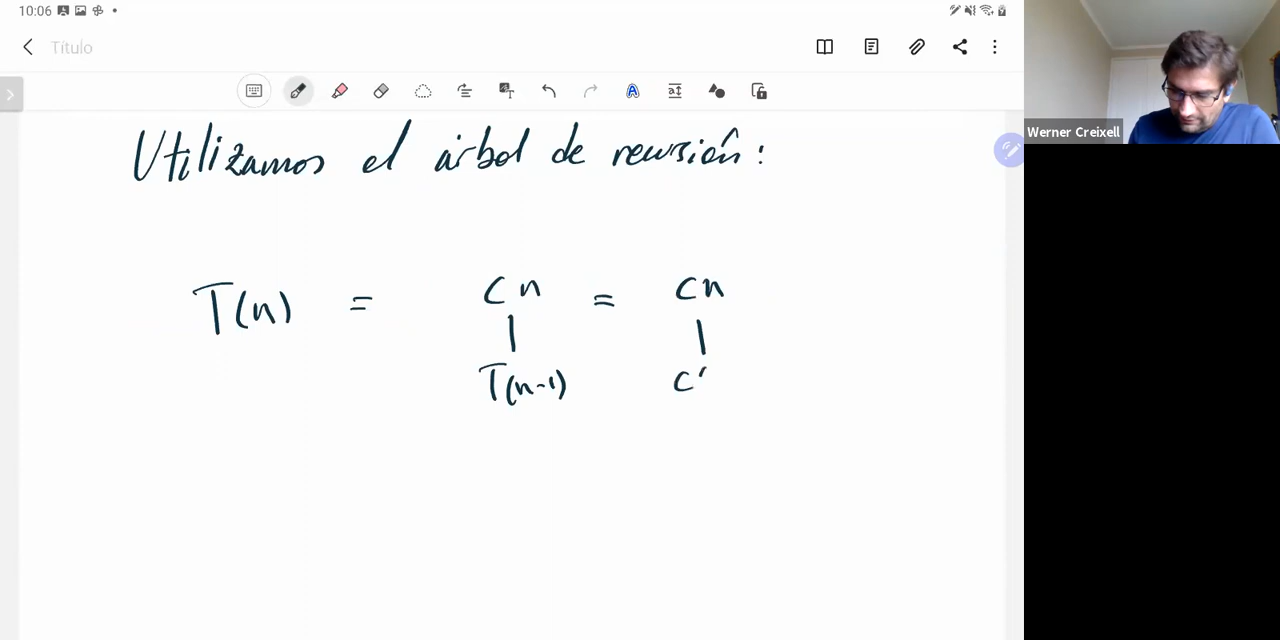 10:06
Título
Utilizamos el árbol de recursión:
T(n) = cn = cn
T(n-1) c(
Werner Creixell